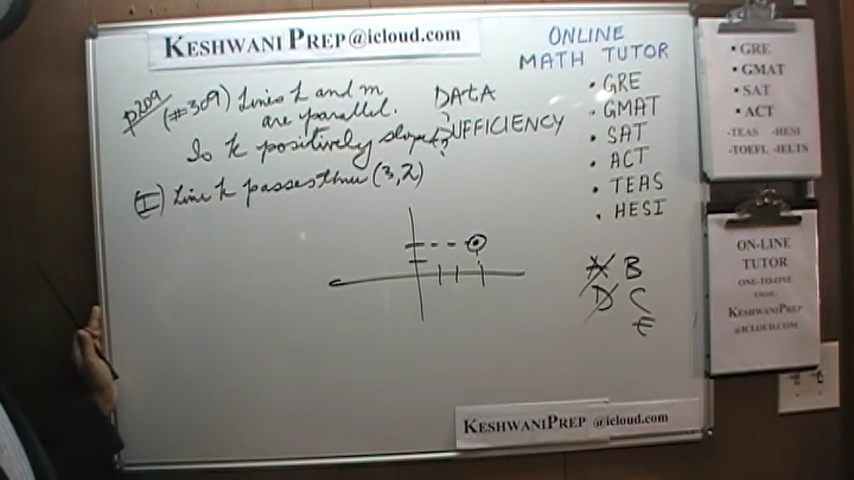 KESHWANI PREP@icloud.com
p209
(#309) Lines k and m
are parallel.
Is k positively sloped?
(I) Line k passes thru (3,2)
DATA
SUFFICIENCY
ONLINE
MATH TUTOR
• GRE
• GMAT
• SAT
• ACT
• TEAS
• HESI
A B
D C
E
KESHWANIPREP @icloud.com
• GRE
• GMAT
• SAT
• ACT
-TEAS -HESI
-TOEFL -IELTS
ON-LINE
TUTOR
ONE-TO-ONE
EMAIL:
KESHWANIPREP
@ICLOUD.COM